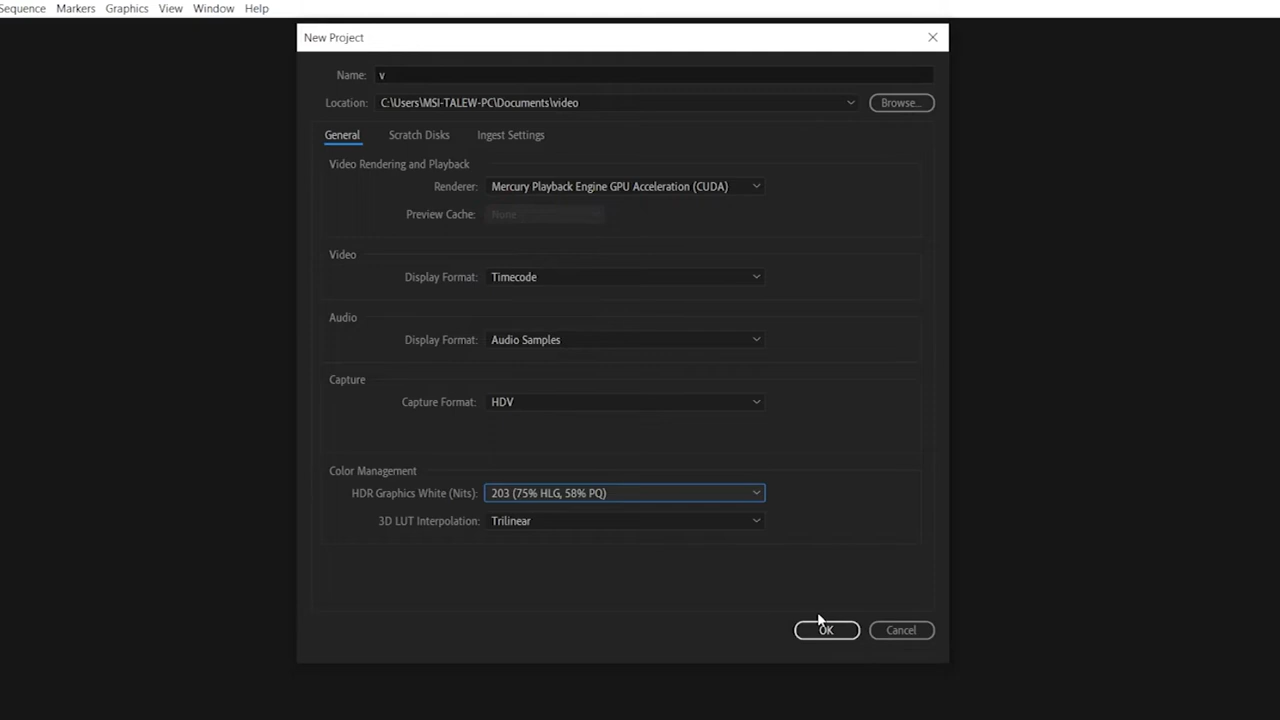 Sequence Markers Graphics View Window Help
New Project
Name: v
Location: C:\Users\MSI-TALEW-PC\Documents\video Browse...
General Scratch Disks Ingest Settings
Video Rendering and Playback
Renderer: Mercury Playback Engine GPU Acceleration (CUDA)
Preview Cache: None
Video
Display Format: Timecode
Audio
Display Format: Audio Samples
Capture
Capture Format: HDV
Color Management
HDR Graphics White (Nits): 203 (75% HLG, 58% PQ)
3D LUT Interpolation: Trilinear
OK Cancel